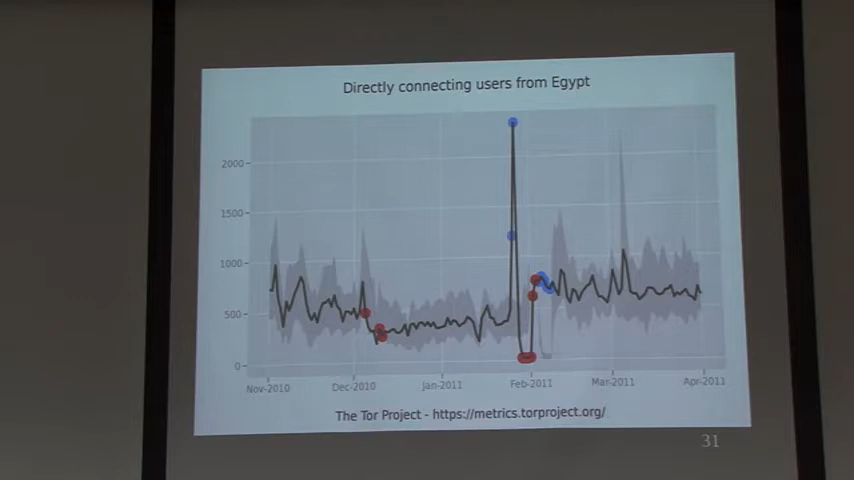 Directly connecting users from Egypt
2000
1500
1000
500
0
Nov-2010 Dec-2010 Jan-2011 Feb-2011 Mar-2011 Apr-2011
The Tor Project - https://metrics.torproject.org/
31